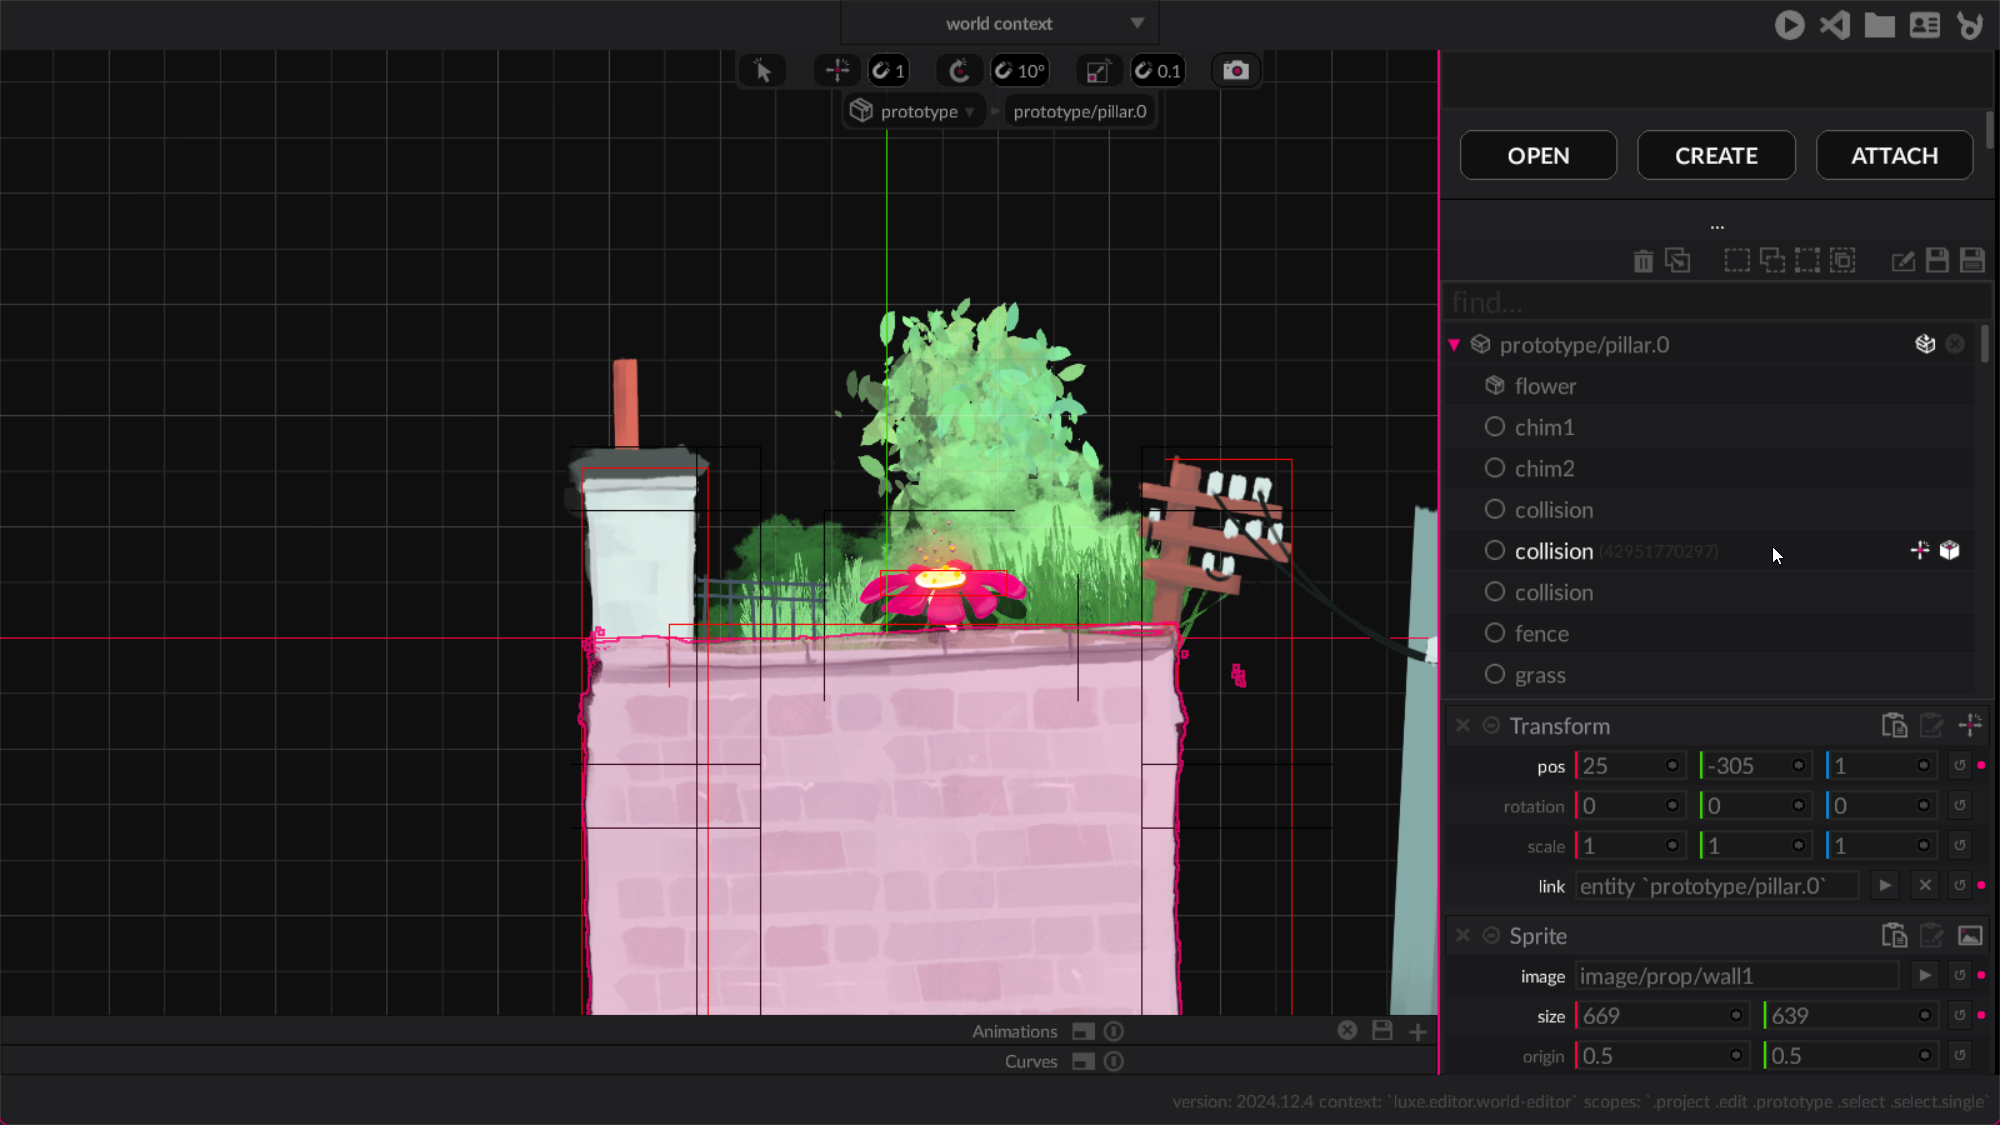 world context
1 10° 0.1
prototype prototype/pillar.0
OPEN CREATE ATTACH
...
find...
prototype/pillar.0
flower
chim1
chim2
collision
collision (42951770297)
collision
fence
grass
Transform
pos 25 -305 1
rotation 0 0 0
scale 1 1 1
link entity `prototype/pillar.0`
Sprite
image image/prop/wall1
size 669 639
origin 0.5 0.5
Animations
Curves
version: 2024.12.4 context: `luxe.editor.world-editor` scopes: `.project .edit .prototype .select .select.single`